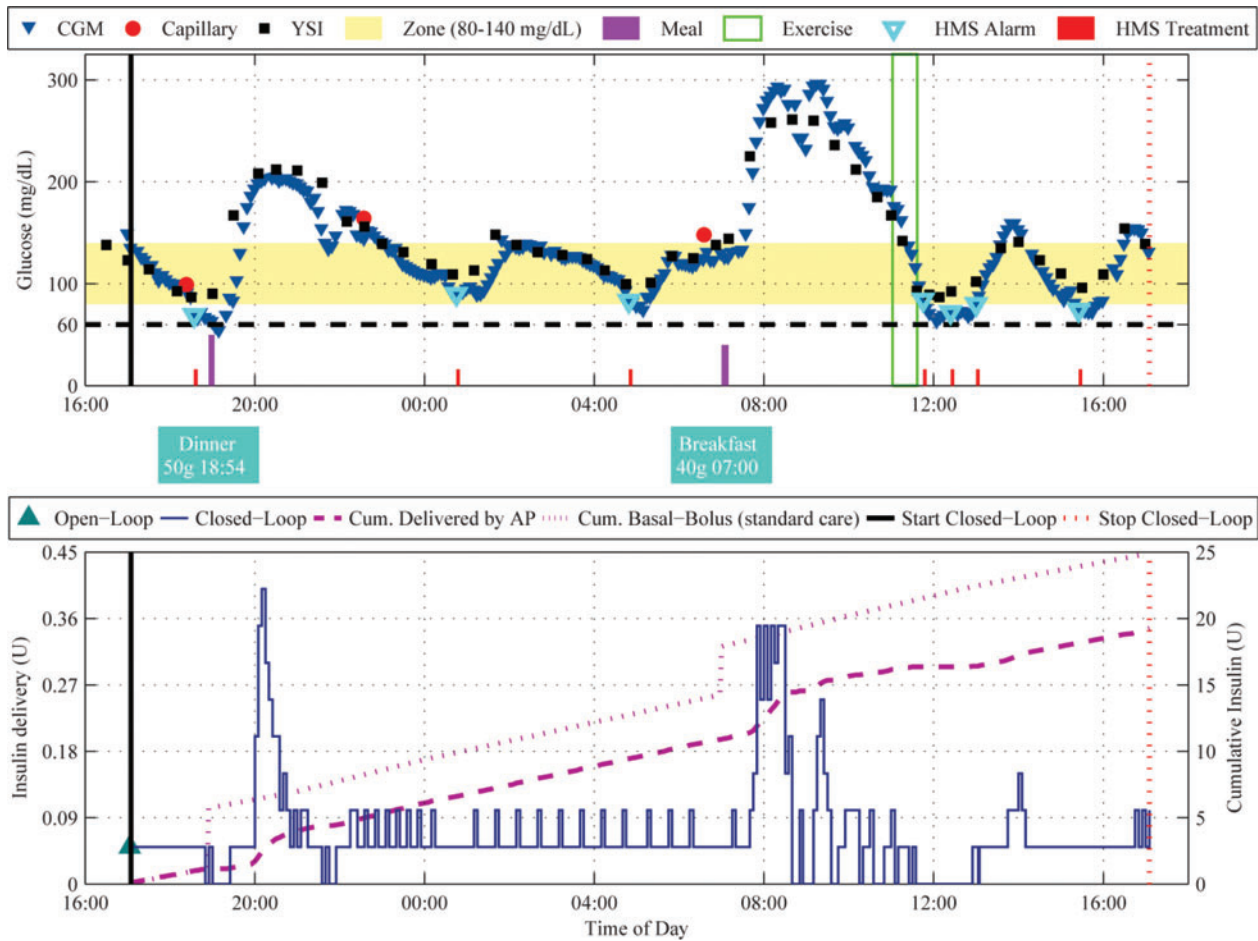 CGM Capillary YSI Zone (80-140 mg/dL) Meal Exercise HMS Alarm HMS Treatment
Glucose (mg/dL)
300
200
100
60
0
16:00 20:00 00:00 04:00 08:00 12:00 16:00
Dinner
50g 18:54
Breakfast
40g 07:00
Open−Loop Closed−Loop Cum. Delivered by AP Cum. Basal−Bolus (standard care) Start Closed−Loop Stop Closed−Loop
Insulin delivery (U)
0.45
0.36
0.27
0.18
0.09
0
Cumulative Insulin (U)
25
20
15
10
5
0
16:00 20:00 00:00 04:00 08:00 12:00 16:00
Time of Day